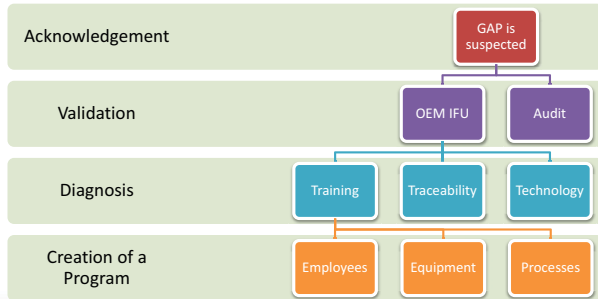 Acknowledgement
GAP is
suspected
Validation
OEM IFU
Audit
Diagnosis
Training
Traceability
Technology
Creation of a
Program
Employees
Equipment
Processes